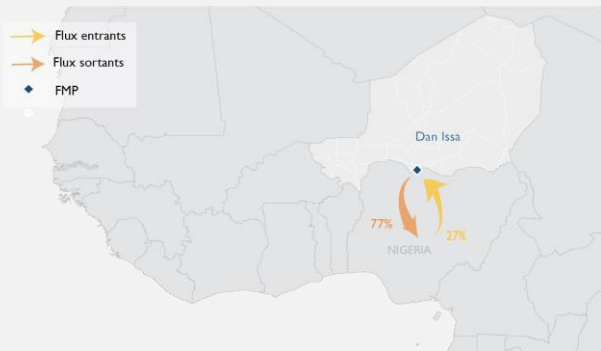 Flux entrants
Flux sortants
FMP
Dan Issa
77%
27%
NIGERIA